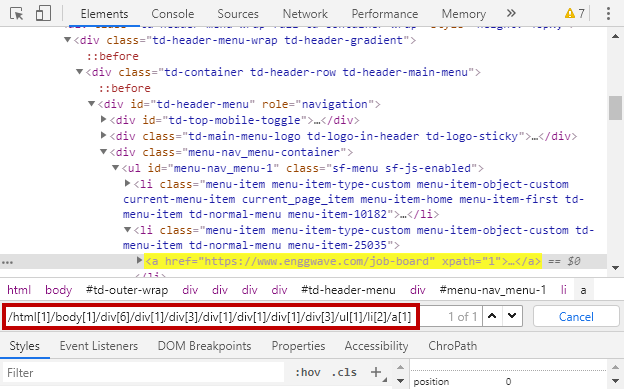 Elements Console Sources Network Performance » 7
<div class="td-header-menu-wrap td-header-gradient">
::before
<div class="td-container td-header-row td-header-main-menu">
::before
<div id="td-header-menu" role="navigation">
<div id="td-top-mobile-toggle">…</div>
<div class="td-main-menu-logo td-logo-in-header td-logo-sticky">…</div>
<div class="menu-nav_menu-container">
<ul id="menu-nav_menu-1" class="sf-menu sf-js-enabled">
<li class="menu-item menu-item-type-custom menu-item-object-custom
current-menu-item current_page_item menu-item-home menu-item-first td-
menu-item td-normal-menu menu-item-10182">…</li>
<li class="menu-item menu-item-type-custom menu-item-object-custom
td-menu-item td-normal-menu menu-item-25035">
… <a href="https://www.enggwave.com/job-board" xpath="1">…</a> == $0
</li>
html body #td-outer-wrap div div div #td-header-menu div #menu-nav_menu-1 li a
/html[1]/body[1]/div[6]/div[1]/div[3]/div[1]/div[1]/div[1]/div[3]/ul[1]/li[2]/a[1] 1 of 1 Cancel
Styles Event Listeners DOM Breakpoints Properties Accessibility ChroPath
Filter :hov .cls +
position 0